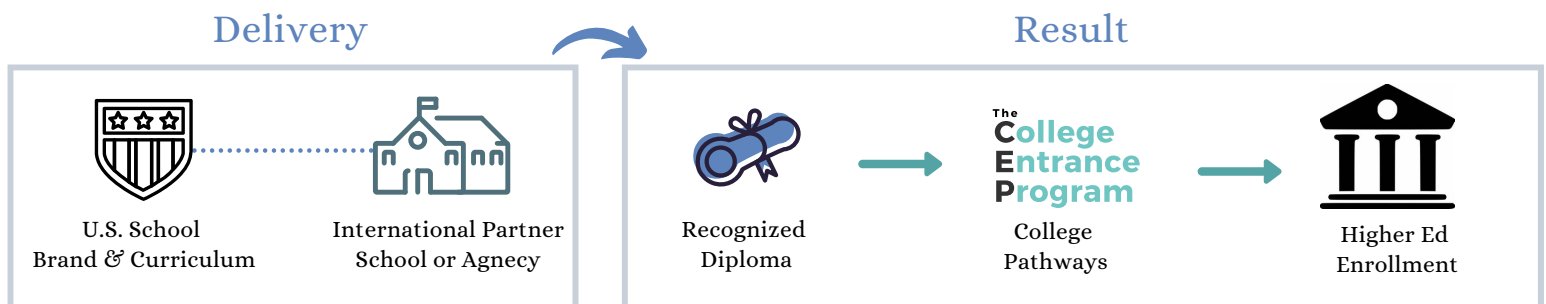 Delivery
Result
U.S. School
Brand & Curriculum
International Partner
School or Agnecy
Recognized
Diploma
The
College
Entrance
Program
College
Pathways
Higher Ed
Enrollment